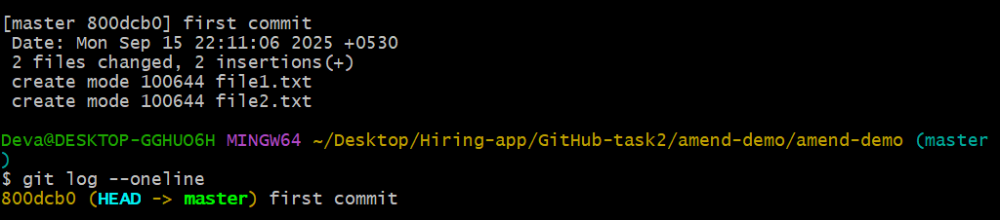 [master 800dcb0] first commit
 Date: Mon Sep 15 22:11:06 2025 +0530
 2 files changed, 2 insertions(+)
 create mode 100644 file1.txt
 create mode 100644 file2.txt
Deva@DESKTOP-GGHUO6H MINGW64 ~/Desktop/Hiring-app/GitHub-task2/amend-demo/amend-demo (master
)
$ git log --oneline
800dcb0 (HEAD -> master) first commit